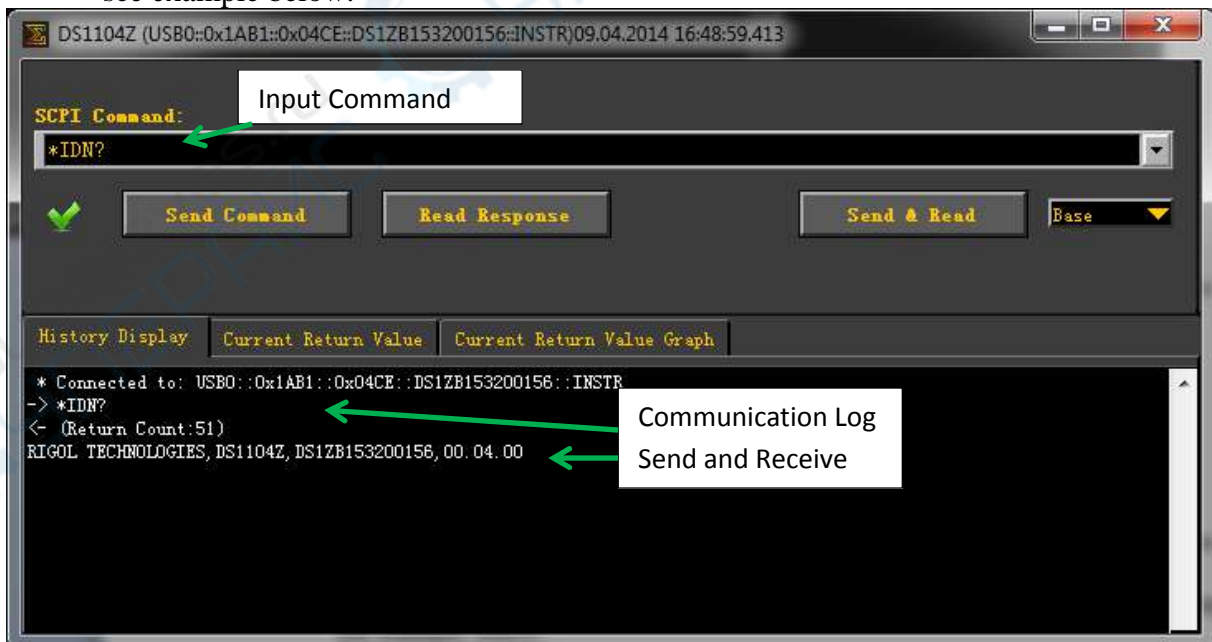 see example below.
DS1104Z (USB0::0x1AB1::0x04CE::DS1ZB153200156::INSTR)09.04.2014 16:48:59.413
Input Command
SCPI Command:
*IDN?
Send Command
Read Response
Send & Read
Base
History Display
Current Return Value
Current Return Value Graph
* Connected to: USB0::0x1AB1::0x04CE::DS1ZB153200156::INSTR
-> *IDN?
<- (Return Count:51)
RIGOL TECHNOLOGIES,DS1104Z,DS1ZB153200156,00.04.00
Communication Log
Send and Receive